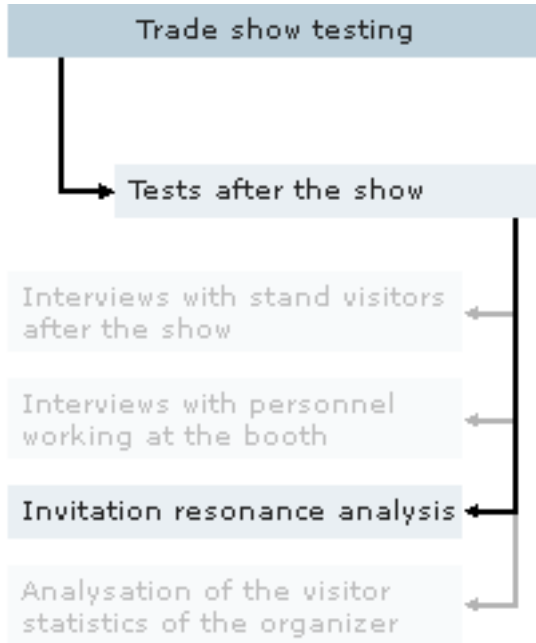 Trade show testing
Tests after the show
Interviews with stand visitors
after the show
Interviews with personnel
working at the booth
Invitation resonance analysis
Analysation of the visitor
statistics of the organizer